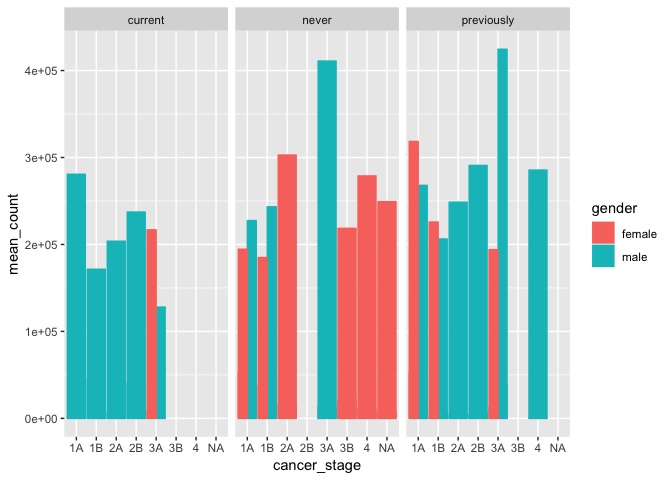 current never previously
4e+05
3e+05
2e+05
1e+05
0e+00
mean_count
1A 1B 2A 2B 3A 3B 4 NA 1A 1B 2A 2B 3A 3B 4 NA 1A 1B 2A 2B 3A 3B 4 NA
cancer_stage
gender
female
male